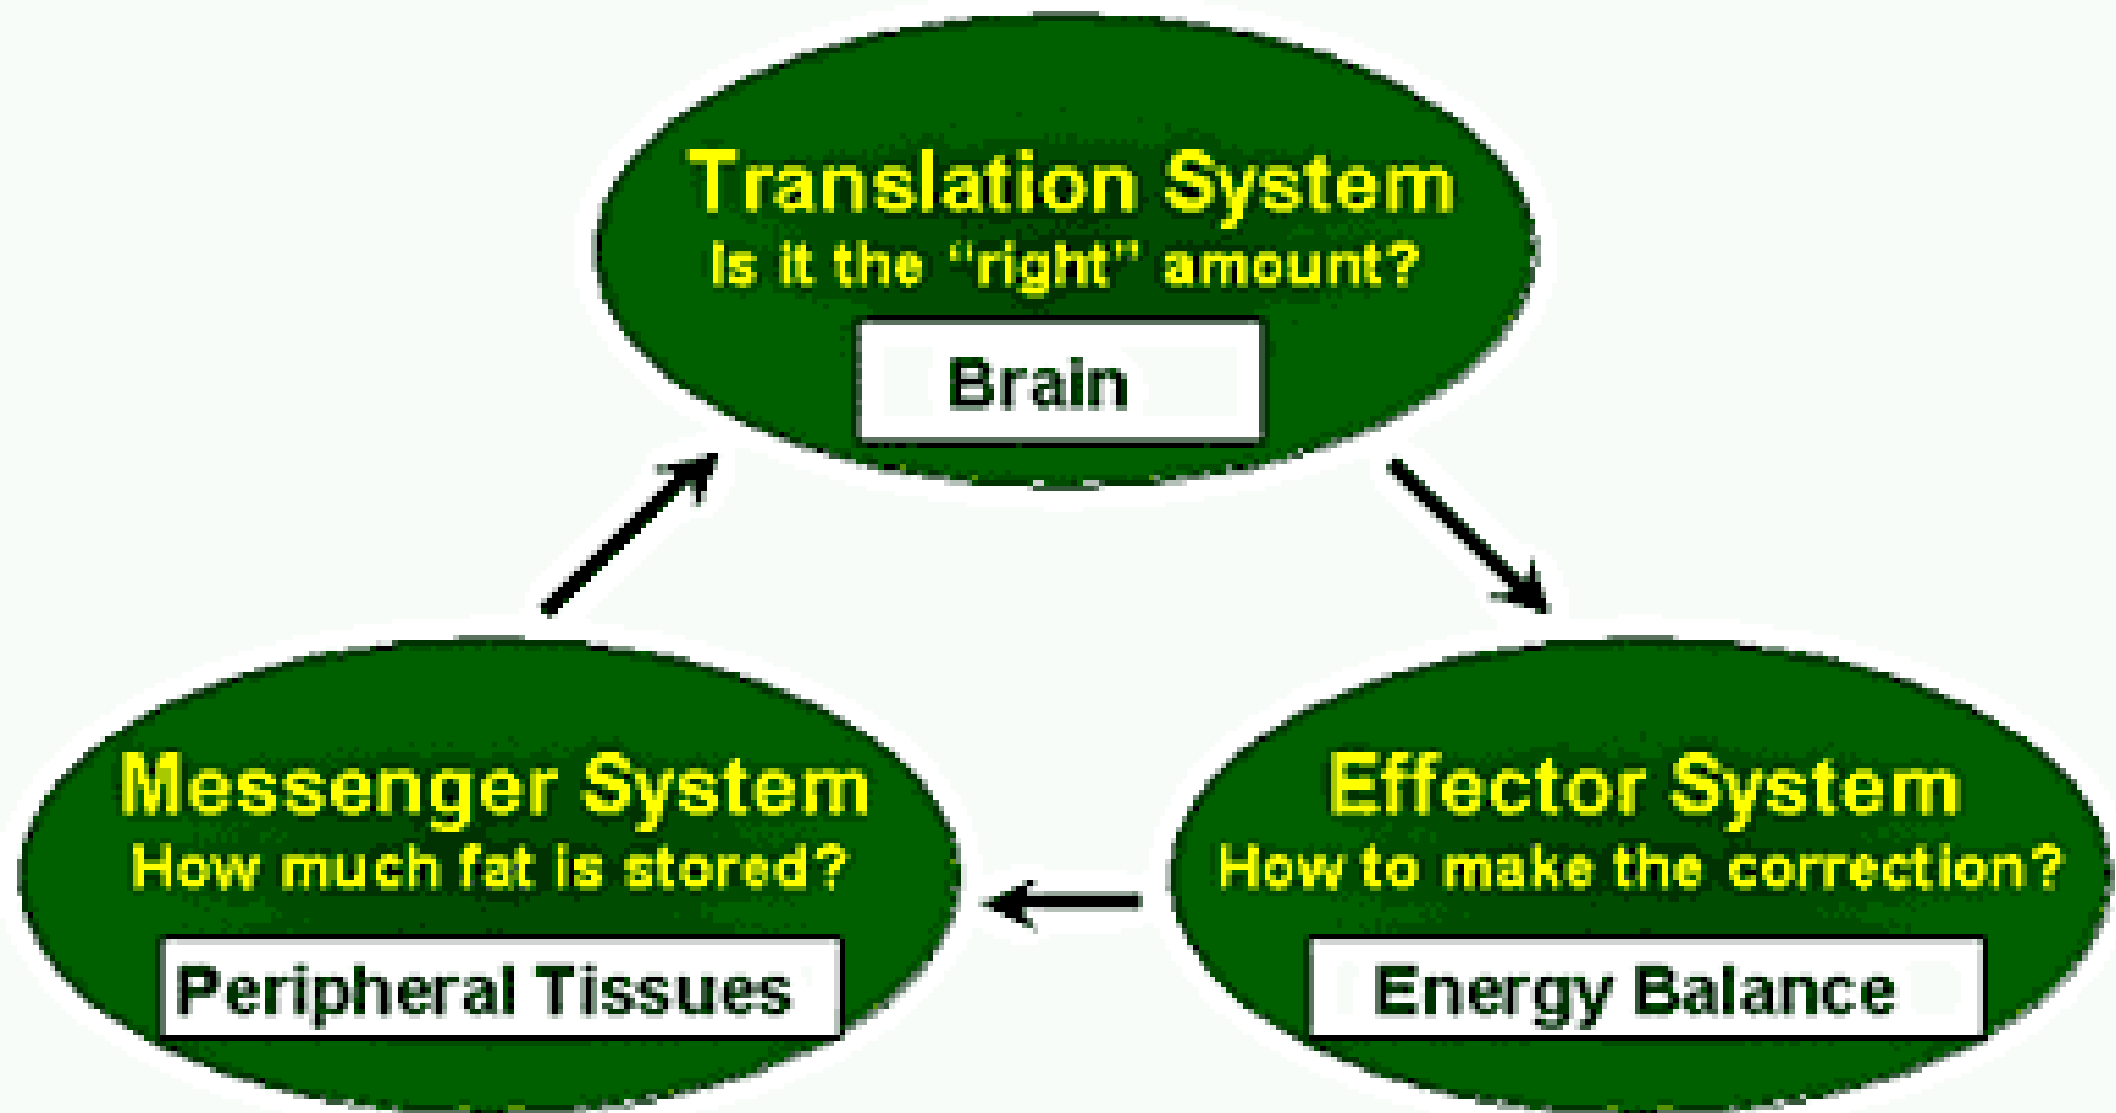 Translation System
Is it the “right” amount?
Brain
Messenger System
How much fat is stored?
Peripheral Tissues
Effector System
How to make the correction?
Energy Balance